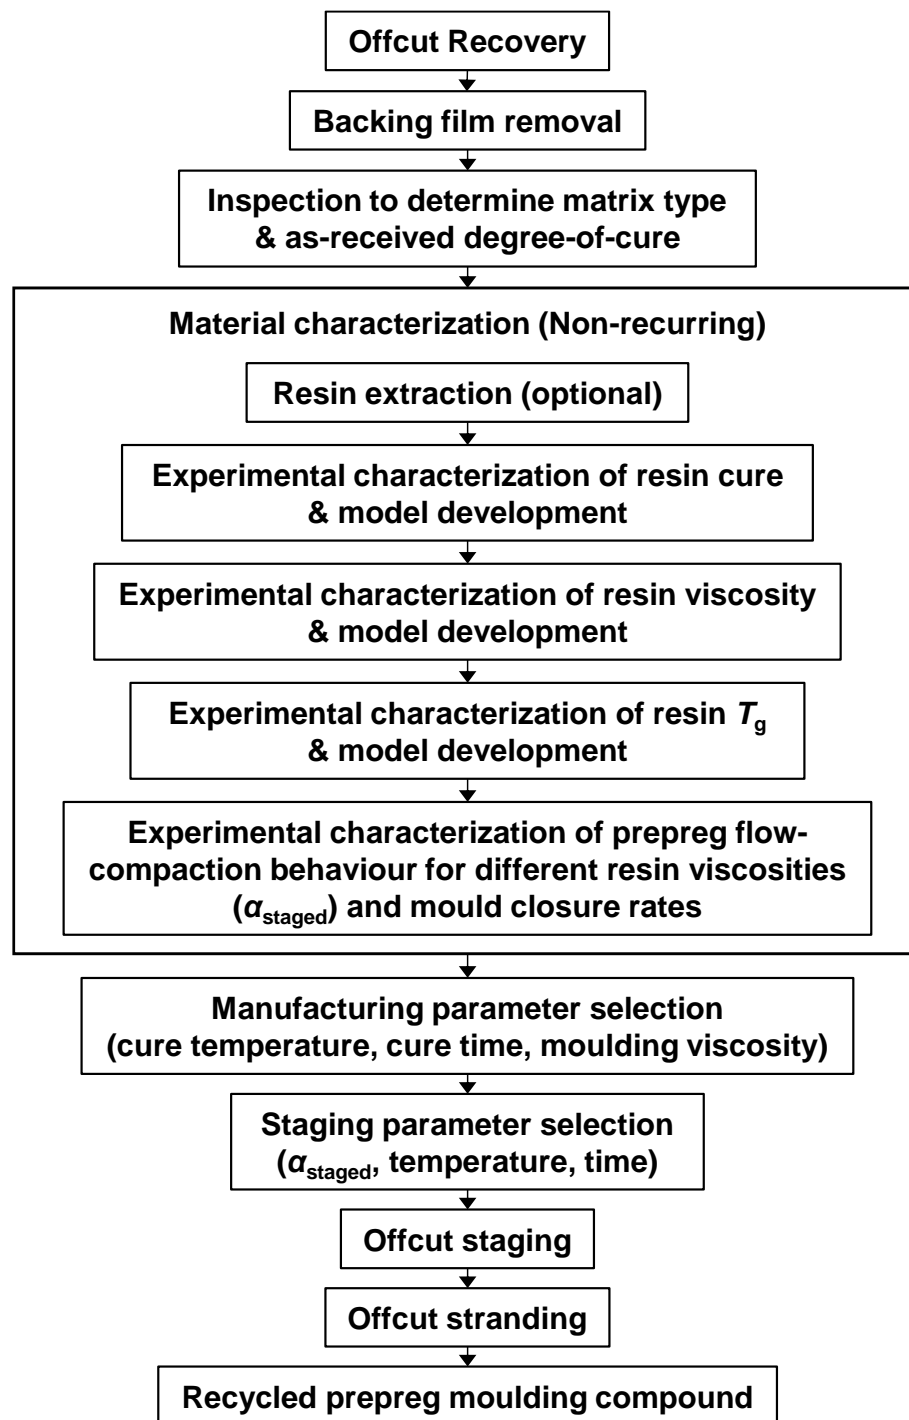 Offcut Recovery
Backing film removal
Inspection to determine matrix type
& as-received degree-of-cure
Material characterization (Non-recurring)
Resin extraction (optional)
Experimental characterization of resin cure
& model development
Experimental characterization of resin viscosity
& model development
Experimental characterization of resin Tg
& model development
Experimental characterization of prepreg flow-
compaction behaviour for different resin viscosities
(αstaged) and mould closure rates
Manufacturing parameter selection
(cure temperature, cure time, moulding viscosity)
Staging parameter selection
(αstaged, temperature, time)
Offcut staging
Offcut stranding
Recycled prepreg moulding compound